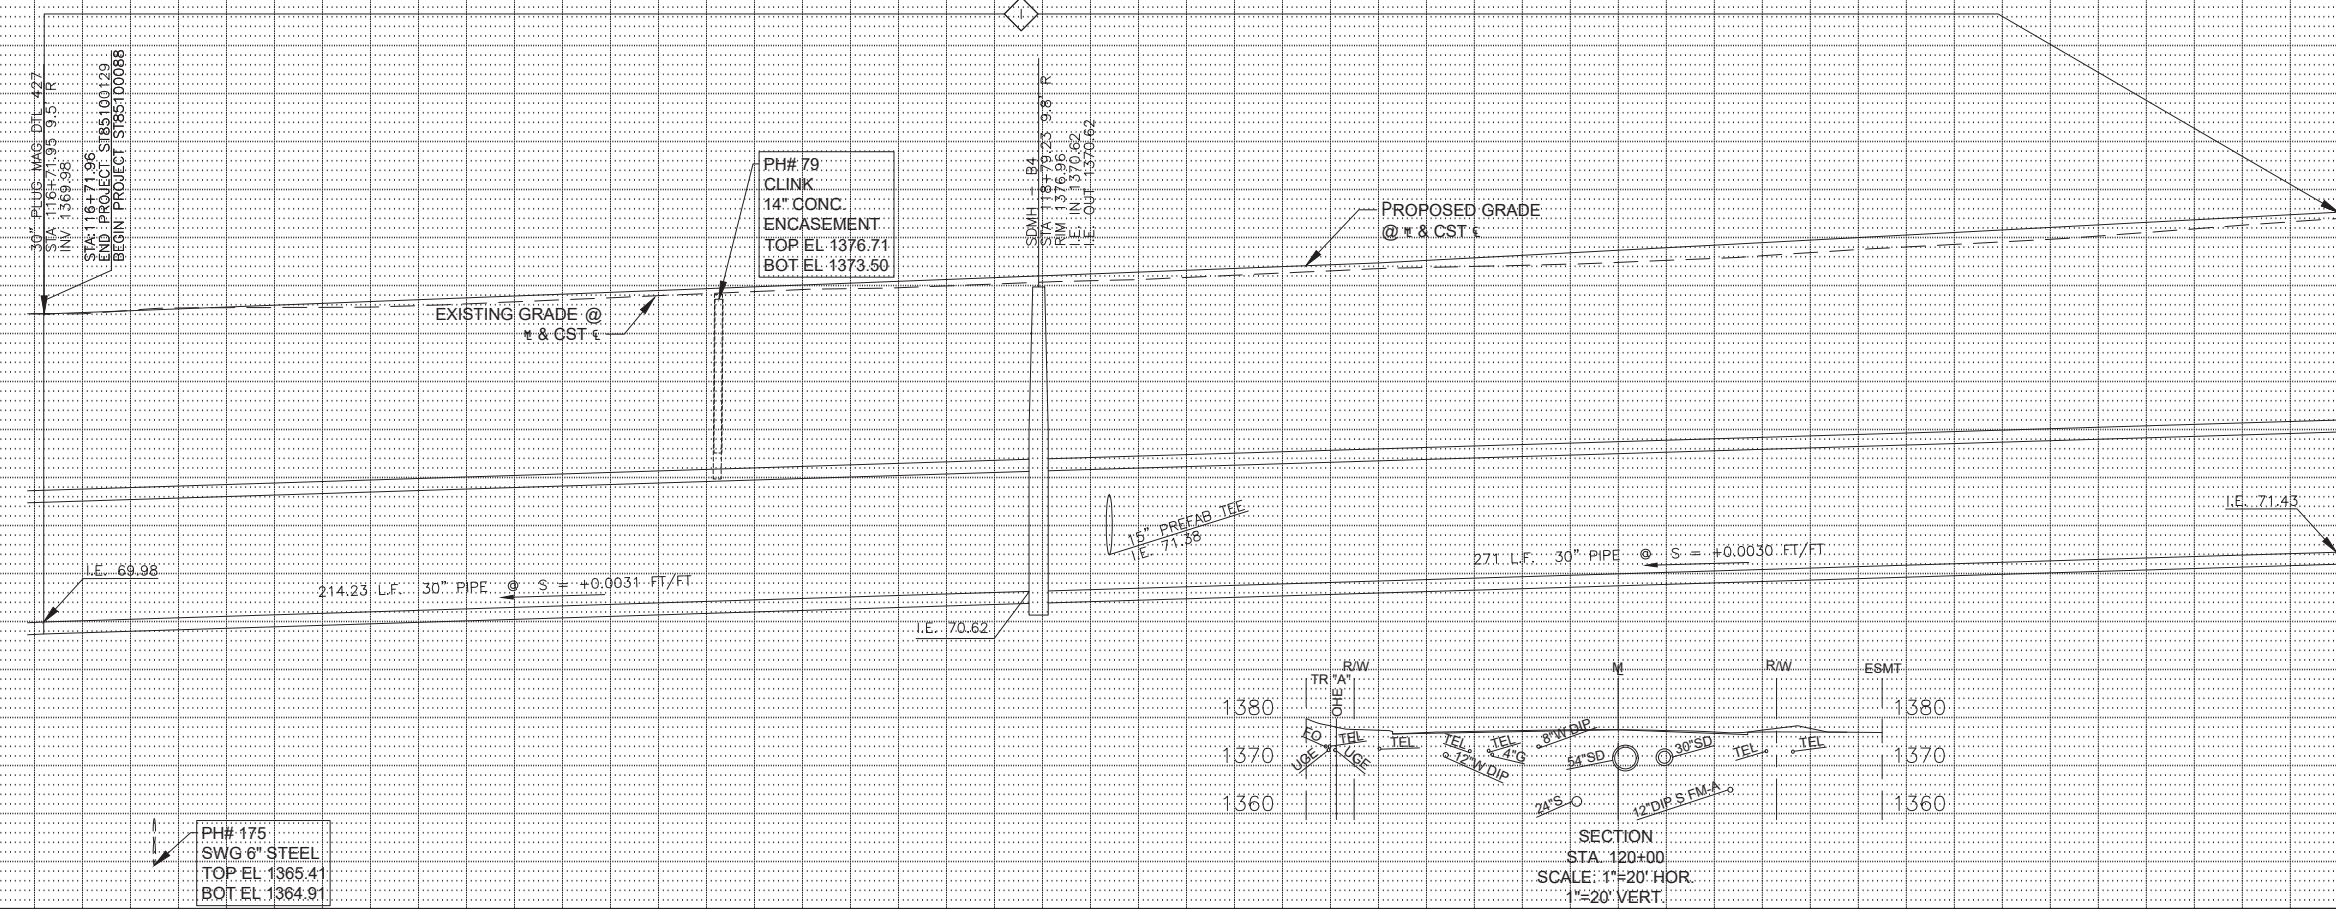 1
30" PLUG MAG DTL 427
STA 116+71.95 9.5' R
INV 1369.98
STA:116+71.96
END PROJECT ST85100129
BEGIN PROJECT ST85100088
PH# 79
CLINK
14" CONC.
ENCASEMENT
TOP EL 1376.71
BOT EL 1373.50
SDMH - B4
STA 118+79.23 9.8' R
RIM 1376.96
I.E. IN 1370.62
I.E. OUT 1370.62
PROPOSED GRADE
@ & CST ℄
EXISTING GRADE @
& CST ℄
15" PREFAB TEE
I.E. 71.38
I.E. 71.43
271 L.F. 30" PIPE @ S = +0.0030 FT/FT
I.E. 69.98
214.23 L.F. 30" PIPE @ S = +0.0031 FT/FT
I.E. 70.62
R/W
TR "A"
OHE
R/W
ESMT
1380
1380
FO
TEL
TEL
TEL
TEL
8"W DIP
UGE
UGE
12"W DIP
4"G
54"SD
30"SD
TEL
TEL
1370
1370
1360
24"S
12"DIP S FM-A
1360
SECTION
STA. 120+00
SCALE: 1"=20' HOR.
1"=20' VERT.
PH# 175
SWG 6" STEEL
TOP EL 1365.41
BOT EL 1364.91